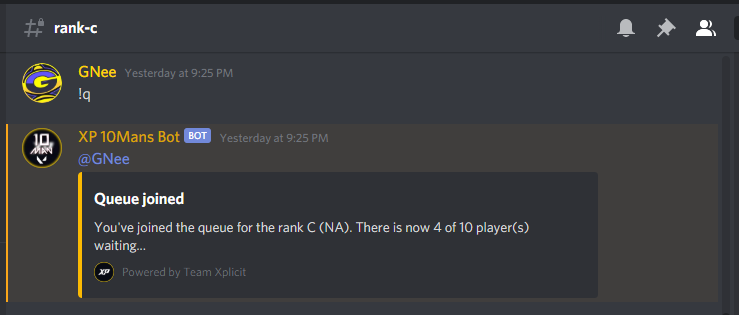 rank-c
GNee Yesterday at 9:25 PM
!q
XP 10Mans Bot BOT Yesterday at 9:25 PM
@GNee
Queue joined
You've joined the queue for the rank C (NA). There is now 4 of 10 player(s)
waiting...
XP Powered by Team Xplicit